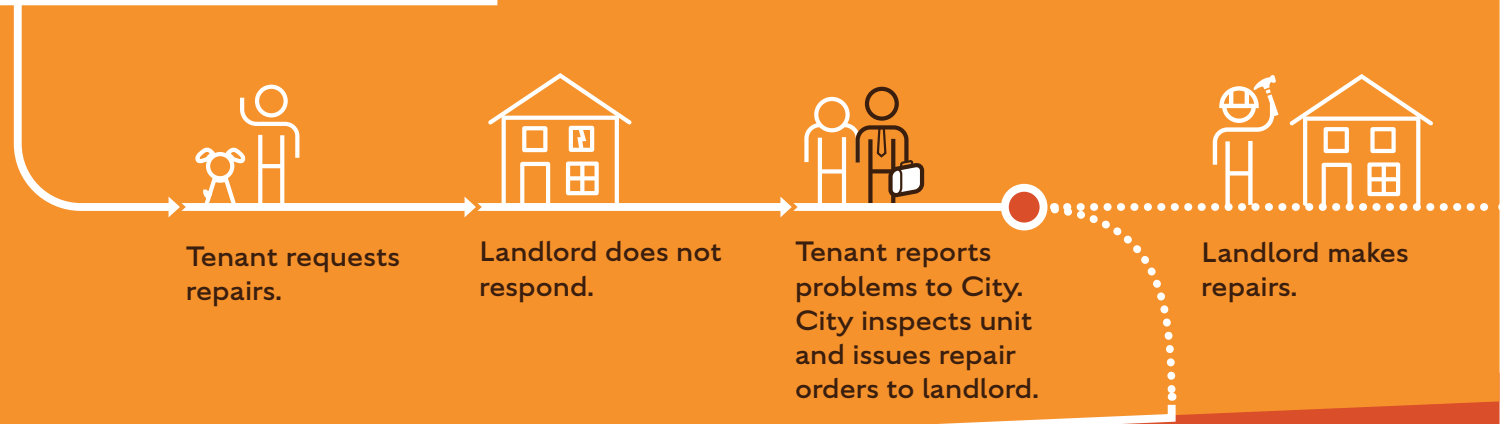 Tenant requests
repairs.
Landlord does not
respond.
Tenant reports
problems to City.
City inspects unit
and issues repair
orders to landlord.
Landlord makes
repairs.